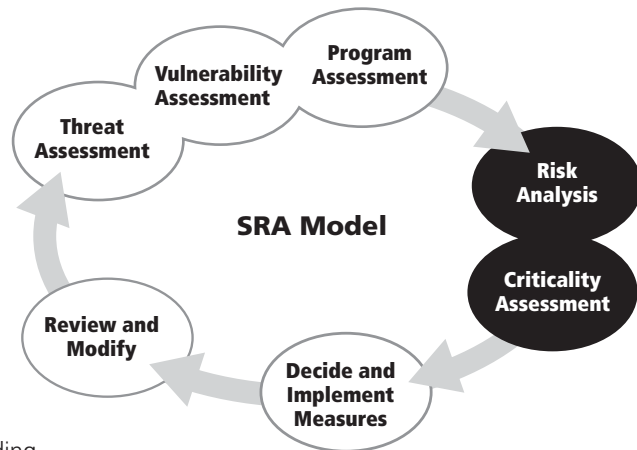 Program
Assessment
Vulnerability
Assessment
Threat
Assessment
Risk
Analysis
SRA Model
Criticality
Assessment
Review and
Modify
Decide and
Implement
Measures